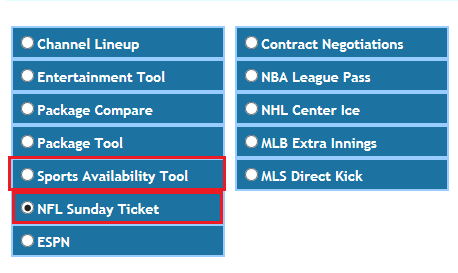 Channel Lineup
Entertainment Tool
Package Compare
Package Tool
Sports Availability Tool
NFL Sunday Ticket
ESPN
Contract Negotiations
NBA League Pass
NHL Center Ice
MLB Extra Innings
MLS Direct Kick